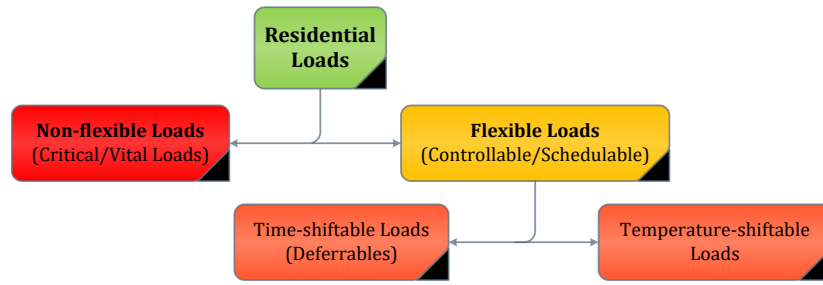 Residential
Loads
Non-flexible Loads
(Critical/Vital Loads)
Flexible Loads
(Controllable/Schedulable)
Time-shiftable Loads
(Deferrables)
Temperature-shiftable
Loads